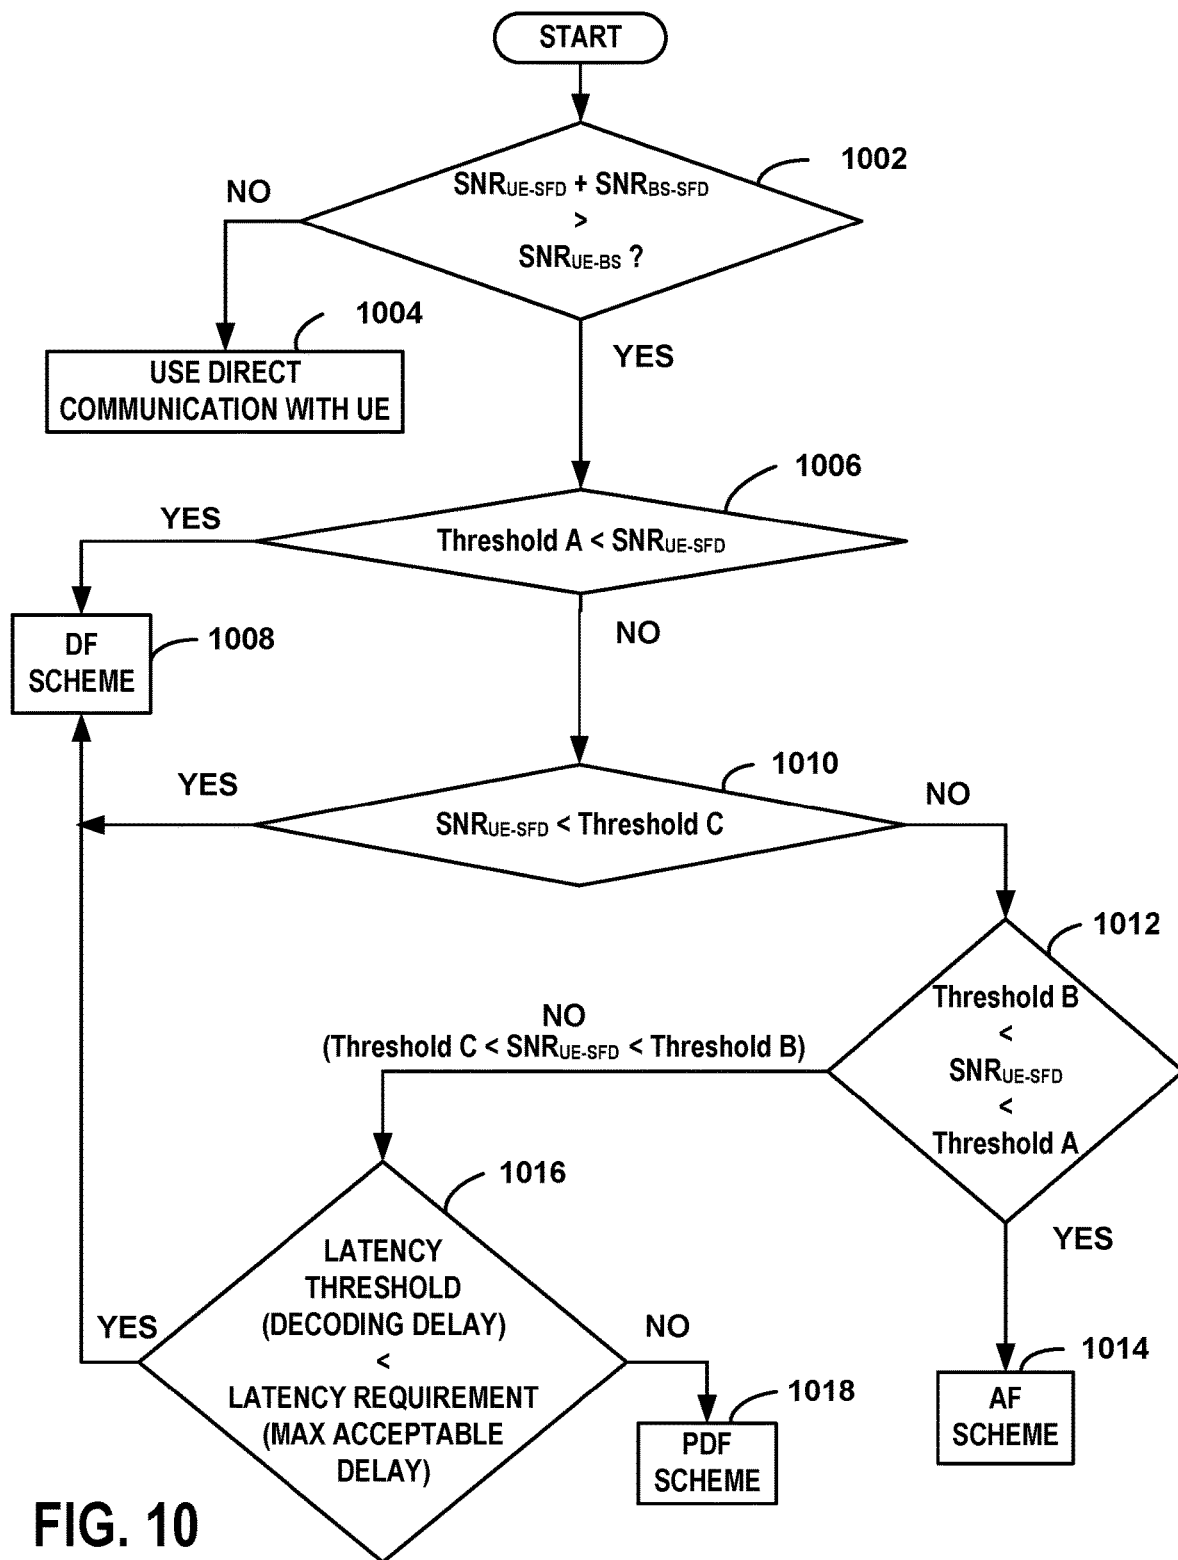 START
1002
SNRUE-SFD + SNRBS-SFD
>
SNRUE-BS ?
NO
YES
1004
USE DIRECT
COMMUNICATION WITH UE
1006
Threshold A < SNRUE-SFD
YES
NO
1008
DF
SCHEME
1010
SNRUE-SFD < Threshold C
YES
NO
1012
Threshold B
<
SNRUE-SFD
<
Threshold A
NO
(Threshold C < SNRUE-SFD < Threshold B)
YES
1016
LATENCY
THRESHOLD
(DECODING DELAY)
<
LATENCY REQUIREMENT
(MAX ACCEPTABLE
DELAY)
YES
NO
1014
AF
SCHEME
1018
PDF
SCHEME
FIG. 10